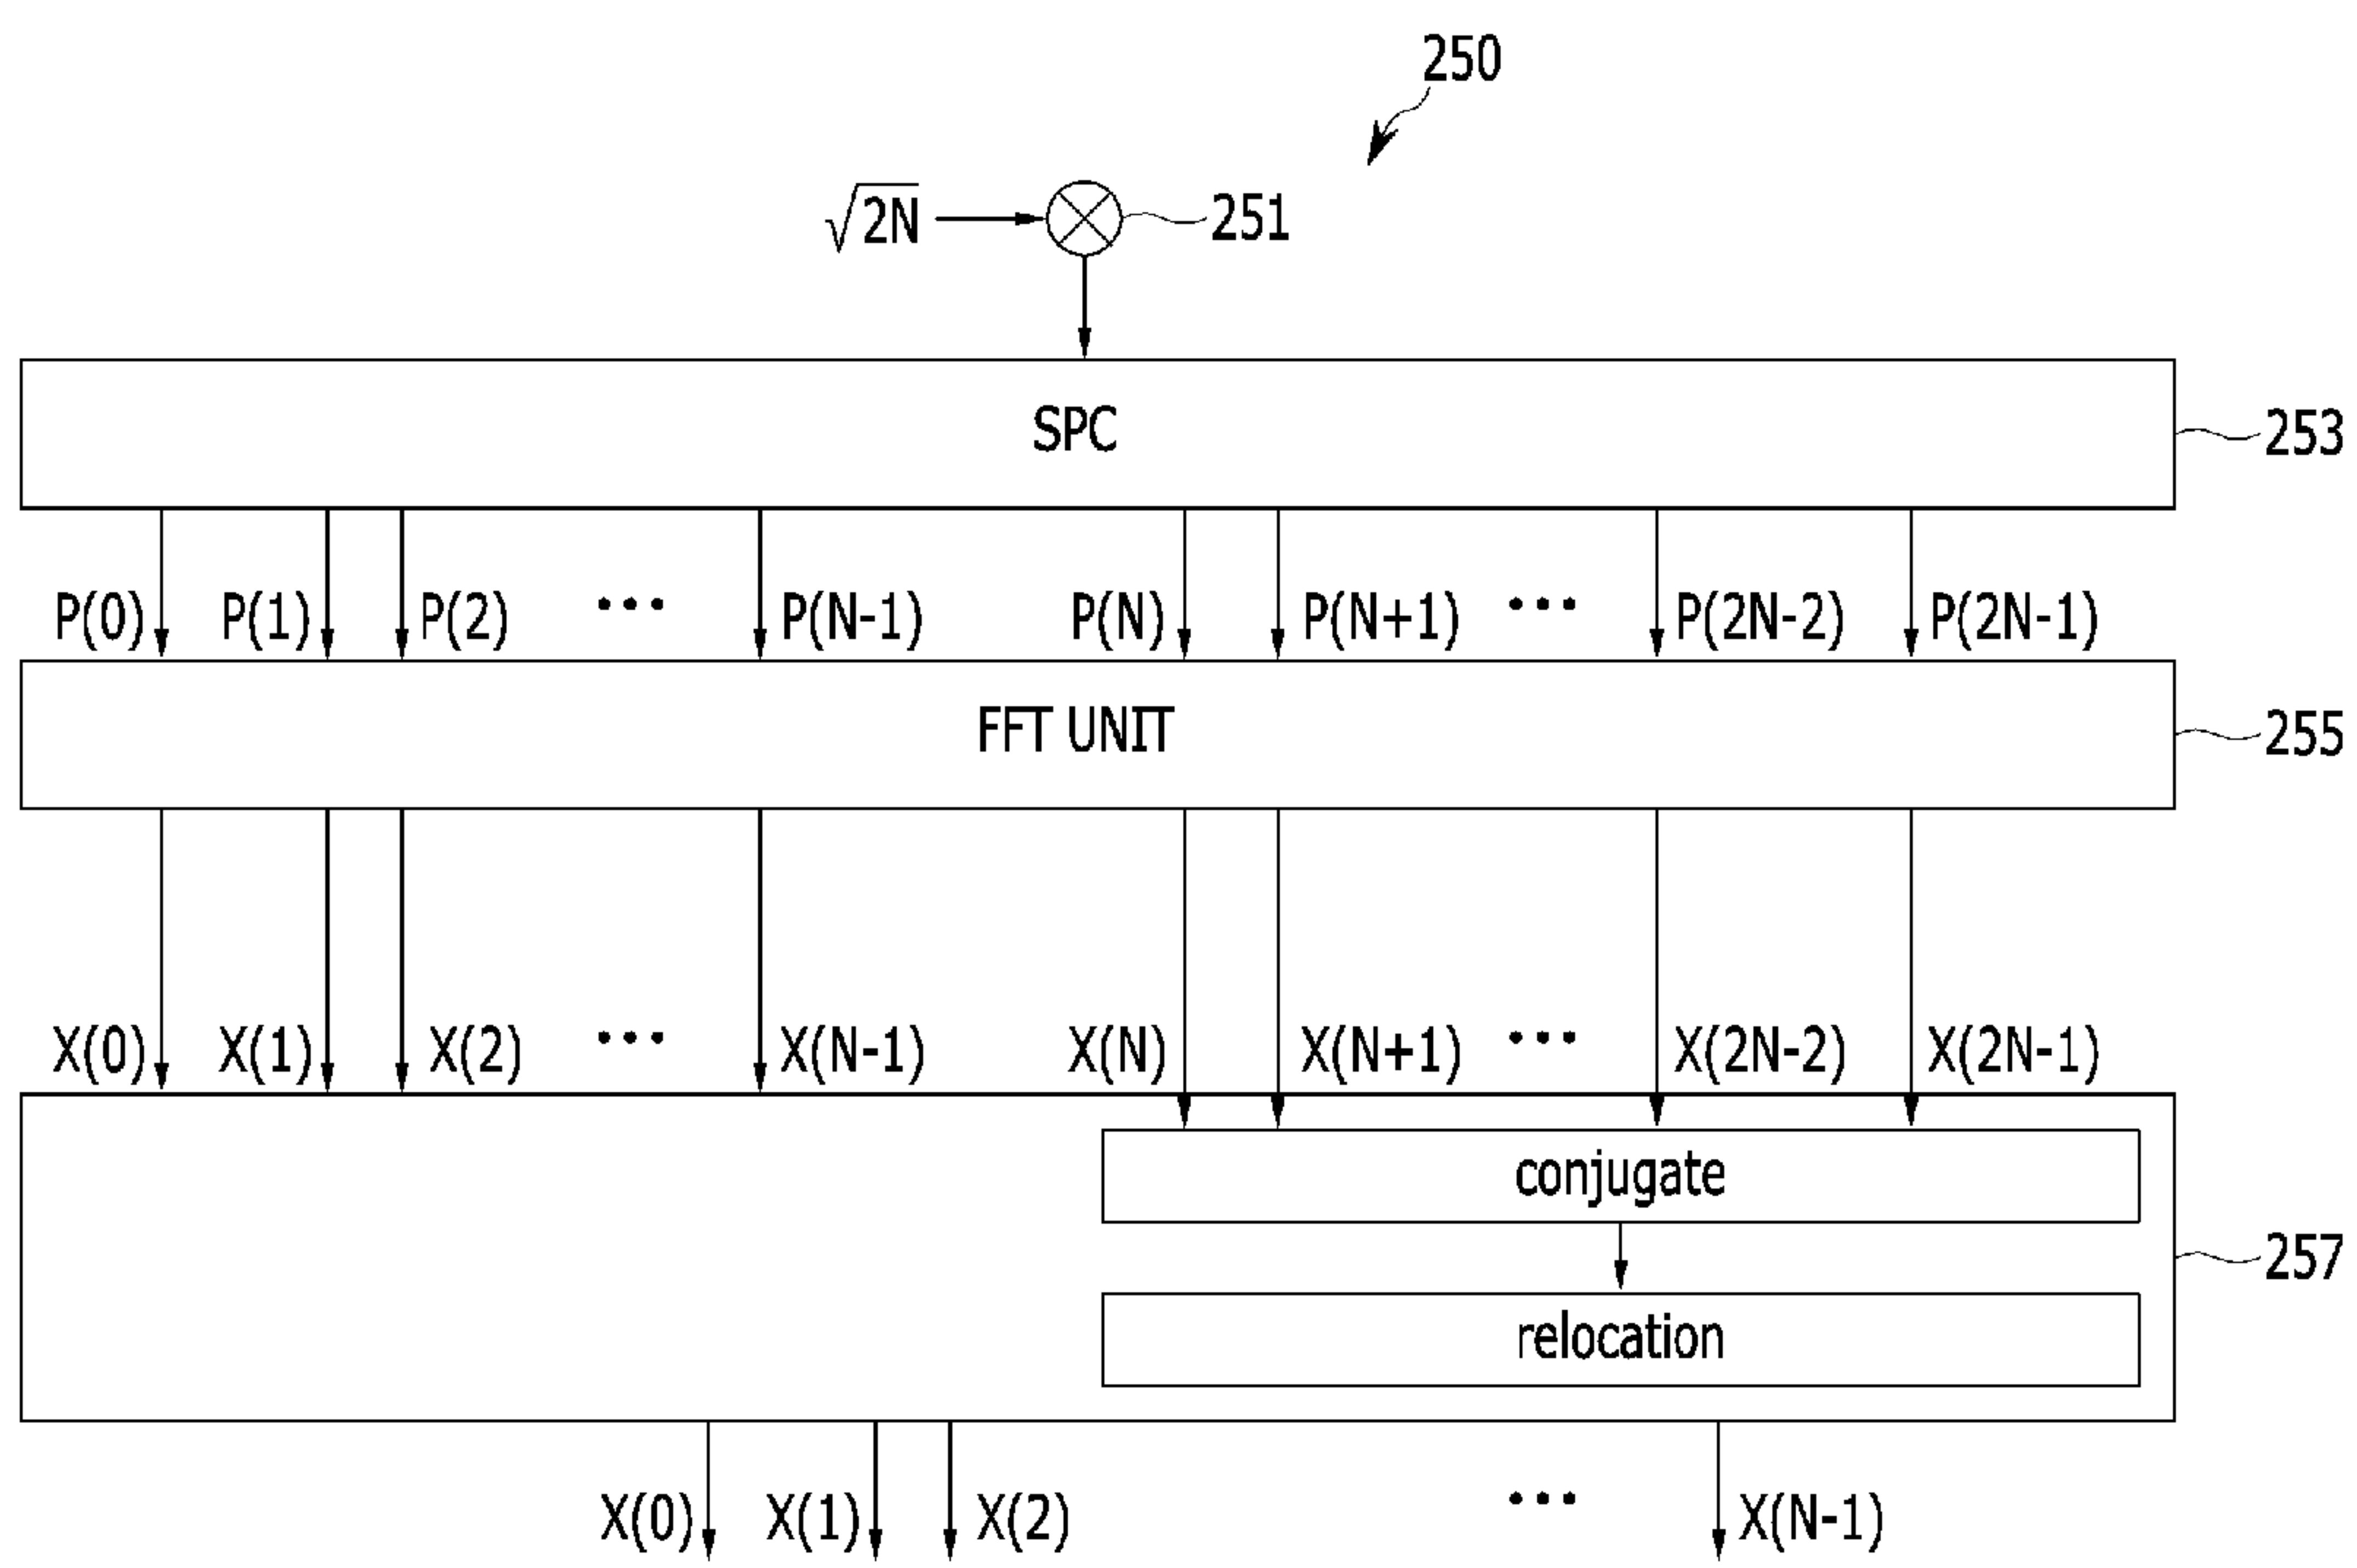 250
√2N 251
SPC
253
P(0) P(1) P(2) ••• P(N-1) P(N) P(N+1) ••• P(2N-2) P(2N-1)
FFT UNIT
255
X(0) X(1) X(2) ••• X(N-1) X(N) X(N+1) ••• X(2N-2) X(2N-1)
conjugate
257
relocation
X(0) X(1) X(2) ••• X(N-1)